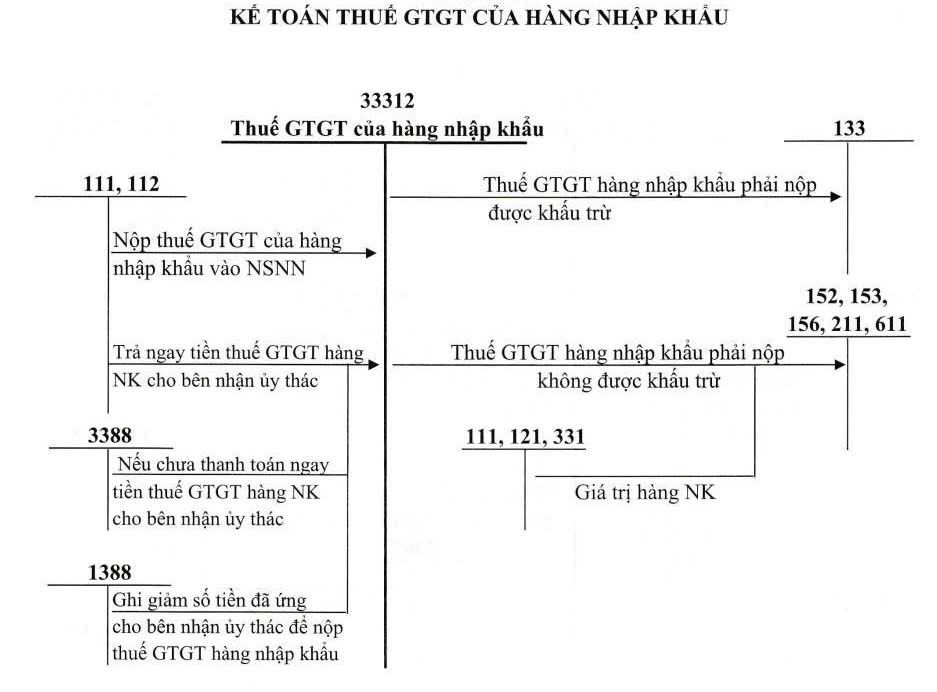 KẾ TOÁN THUẾ GTGT CỦA HÀNG NHẬP KHẨU
33312
Thuế GTGT của hàng nhập khẩu
133
111, 112
Thuế GTGT hàng nhập khẩu phải nộp
được khấu trừ
Nộp thuế GTGT của hàng
nhập khẩu vào NSNN
152, 153,
156, 211, 611
Trả ngay tiền thuế GTGT hàng
NK cho bên nhận ủy thác
Thuế GTGT hàng nhập khẩu phải nộp
không được khấu trừ
3388
Nếu chưa thanh toán ngay
tiền thuế GTGT hàng NK
cho bên nhận ủy thác
111, 121, 331
Giá trị hàng NK
1388
Ghi giảm số tiền đã ứng
cho bên nhận ủy thác để nộp
thuế GTGT hàng nhập khẩu